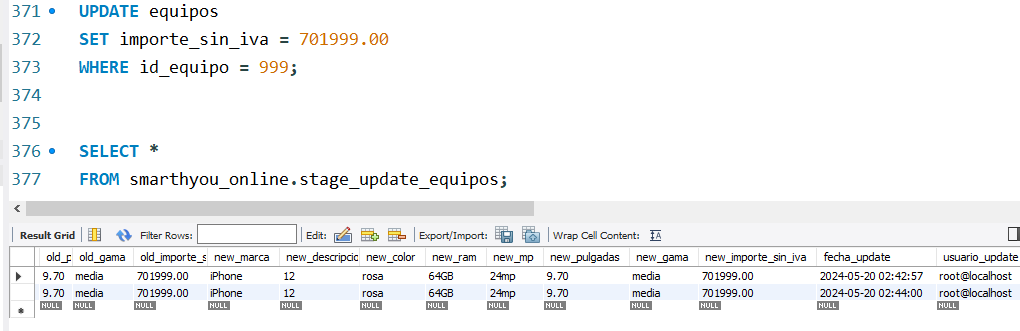 371 UPDATE equipos
372 SET importe_sin_iva = 701999.00
373 WHERE id_equipo = 999;
374
375
376 SELECT *
377 FROM smarthyou_online.stage_update_equipos;
Result Grid Filter Rows: Edit: Export/Import: Wrap Cell Content: IA
old_p old_gama old_importe_s new_marca new_descripcio new_color new_ram new_mp new_pulgadas new_gama new_importe_sin_iva fecha_update usuario_update
9.70 media 701999.00 iPhone 12 rosa 64GB 24mp 9.70 media 701999.00 2024-05-20 02:42:57 root@localhost
9.70 media 701999.00 iPhone 12 rosa 64GB 24mp 9.70 media 701999.00 2024-05-20 02:44:00 root@localhost
NULL NULL NULL NULL NULL NULL NULL NULL NULL NULL NULL NULL NULL